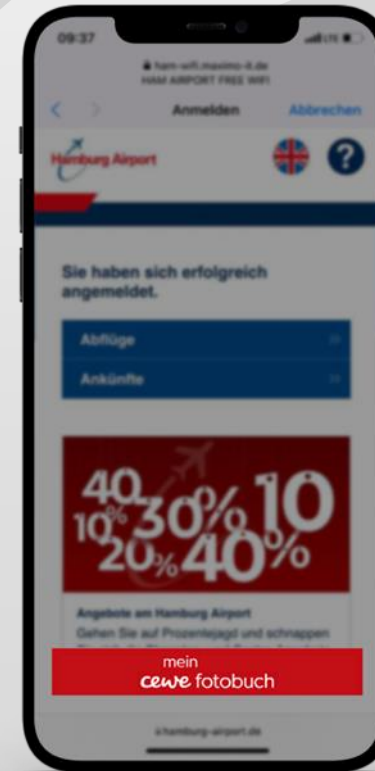 09:37
LTE
ham-wifi.maximo-it.de
HAM AIRPORT FREE WIFI
Anmelden
Abbrechen
Hamburg Airport
?
Sie haben sich erfolgreich
angemeldet.
Abflüge
Ankünfte
40 30% 10
10% 20% 40%
Angebote am Hamburg Airport
Gehen Sie auf Prozentejagd und schnappen
mein
cewe fotobuch
hamburg-airport.de